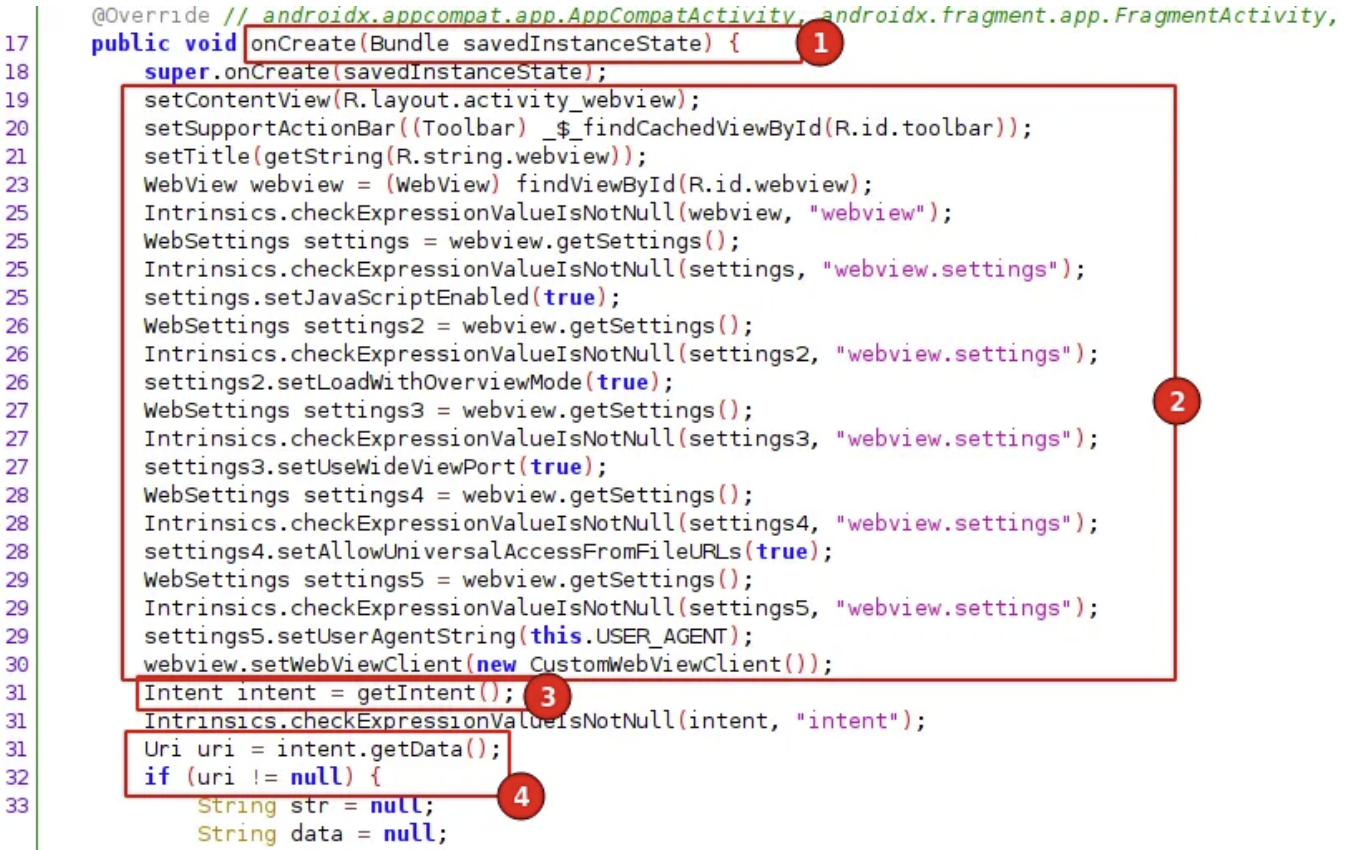 @Override // androidx.appcompat.app.AppCompatActivity, androidx.fragment.app.FragmentActivity,
17 public void onCreate(Bundle savedInstanceState) { 1
18 super.onCreate(savedInstanceState);
19 setContentView(R.layout.activity_webview);
20 setSupportActionBar((Toolbar) _$_findCachedViewById(R.id.toolbar));
21 setTitle(getString(R.string.webview));
23 WebView webview = (WebView) findViewById(R.id.webview);
25 Intrinsics.checkExpressionValueIsNotNull(webview, "webview");
25 WebSettings settings = webview.getSettings();
25 Intrinsics.checkExpressionValueIsNotNull(settings, "webview.settings");
25 settings.setJavaScriptEnabled(true);
26 WebSettings settings2 = webview.getSettings();
26 Intrinsics.checkExpressionValueIsNotNull(settings2, "webview.settings");
26 settings2.setLoadWithOverviewMode(true);
27 WebSettings settings3 = webview.getSettings(); 2
27 Intrinsics.checkExpressionValueIsNotNull(settings3, "webview.settings");
27 settings3.setUseWideViewPort(true);
28 WebSettings settings4 = webview.getSettings();
28 Intrinsics.checkExpressionValueIsNotNull(settings4, "webview.settings");
28 settings4.setAllowUniversalAccessFromFileURLs(true);
29 WebSettings settings5 = webview.getSettings();
29 Intrinsics.checkExpressionValueIsNotNull(settings5, "webview.settings");
29 settings5.setUserAgentString(this.USER_AGENT);
30 webview.setWebViewClient(new CustomWebViewClient());
31 Intent intent = getIntent(); 3
31 Intrinsics.checkExpressionValueIsNotNull(intent, "intent");
31 Uri uri = intent.getData();
32 if (uri != null) { 4
33 String str = null;
String data = null;